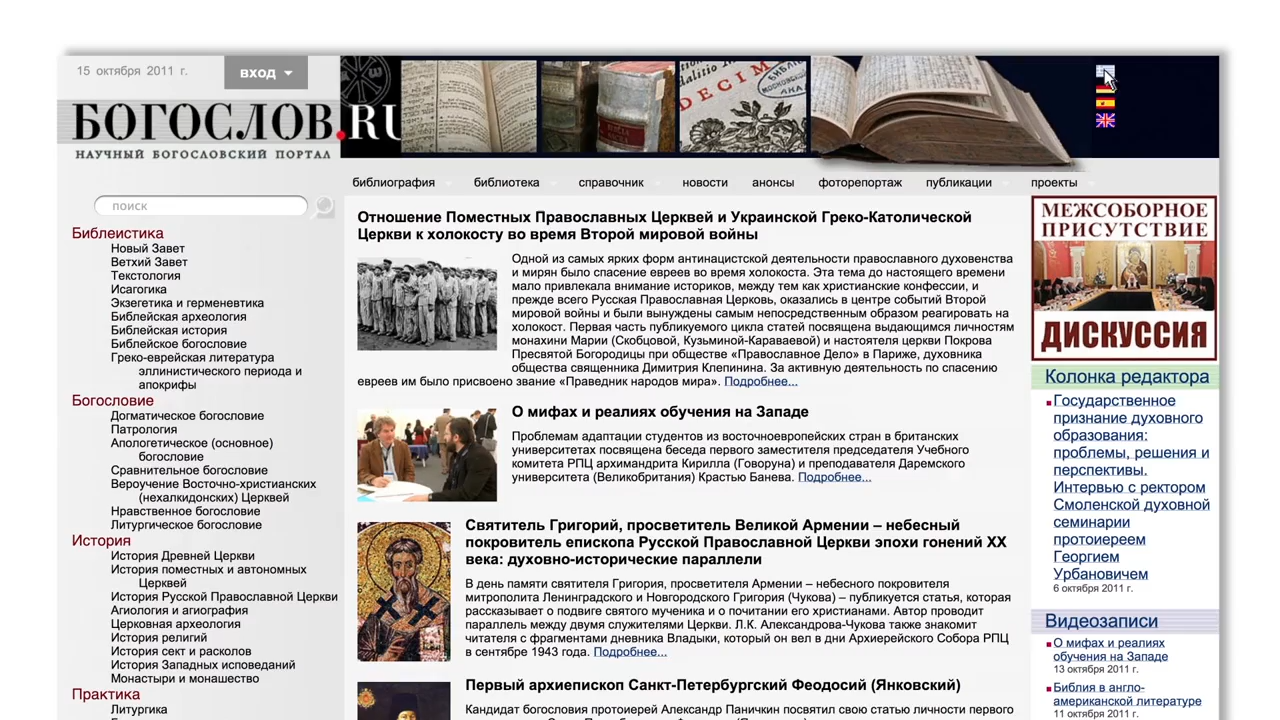 15 октября 2011 г.
вход
БОГОСЛОВ.RU
НАУЧНЫЙ БОГОСЛОВСКИЙ ПОРТАЛ
DECIM
библиография
библиотека
справочник
новости
анонсы
фоторепортаж
публикации
проекты
поиск
Библеистика
Новый Завет
Ветхий Завет
Текстология
Исагогика
Экзегетика и герменевтика
Библейская археология
Библейская история
Библейское богословие
Греко-еврейская литература
эллинистического периода и
апокрифы
Богословие
Догматическое богословие
Патрология
Апологетическое (основное)
богословие
Сравнительное богословие
Вероучение Восточно-христианских
(нехалкидонских) Церквей
Нравственное богословие
Литургическое богословие
История
История Древней Церкви
История поместных и автономных
Церквей
История Русской Православной Церкви
Агиология и агиография
Церковная археология
История религий
История сект и расколов
История Западных исповеданий
Монастыри и монашество
Практика
Литургика
Отношение Поместных Православных Церквей и Украинской Греко-Католической
Церкви к холокосту во время Второй мировой войны
Одной из самых ярких форм антинацистской деятельности православного духовенства
и мирян было спасение евреев во время холокоста. Эта тема до настоящего времени
мало привлекала внимание историков, между тем как христианские конфессии, и
прежде всего Русская Православная Церковь, оказались в центре событий Второй
мировой войны и были вынуждены самым непосредственным образом реагировать на
холокост. Первая часть публикуемого цикла статей посвящена выдающимся личностям
монахини Марии (Скобцовой, Кузьминой-Караваевой) и настоятеля церкви Покрова
Пресвятой Богородицы при обществе «Православное Дело» в Париже, духовника
общества священника Димитрия Клепинина. За активную деятельность по спасению
евреев им было присвоено звание «Праведник народов мира». Подробнее...
О мифах и реалиях обучения на Западе
Проблемам адаптации студентов из восточноевропейских стран в британских
университетах посвящена беседа первого заместителя председателя Учебного
комитета РПЦ архимандрита Кирилла (Говоруна) и преподавателя Даремского
университета (Великобритания) Крастью Банева. Подробнее...
Святитель Григорий, просветитель Великой Армении – небесный
покровитель епископа Русской Православной Церкви эпохи гонений XX
века: духовно-исторические параллели
В день памяти святителя Григория, просветителя Армении – небесного покровителя
митрополита Ленинградского и Новгородского Григория (Чукова) – публикуется статья, которая
рассказывает о подвиге святого мученика и о почитании его христианами. Автор проводит
параллель между двумя служителями Церкви. Л.К. Александрова-Чукова также знакомит
читателя с фрагментами дневника Владыки, который он вел в дни Архиерейского Собора РПЦ
в сентябре 1943 года. Подробнее...
Первый архиепископ Санкт-Петербургский Феодосий (Янковский)
Кандидат богословия протоиерей Александр Паничкин посвятил свою статью личности первого
МЕЖСОБОРНОЕ
ПРИСУТСТВИЕ
ДИСКУССИЯ
Колонка редактора
Государственное
признание духовного
образования:
проблемы, решения и
перспективы.
Интервью с ректором
Смоленской духовной
семинарии
протоиереем
Георгием
Урбановичем
6 октября 2011 г.
Видеозаписи
О мифах и реалиях
обучения на Западе
13 октября 2011 г.
Библия в англо-
американской литературе
11 октября 2011 г.